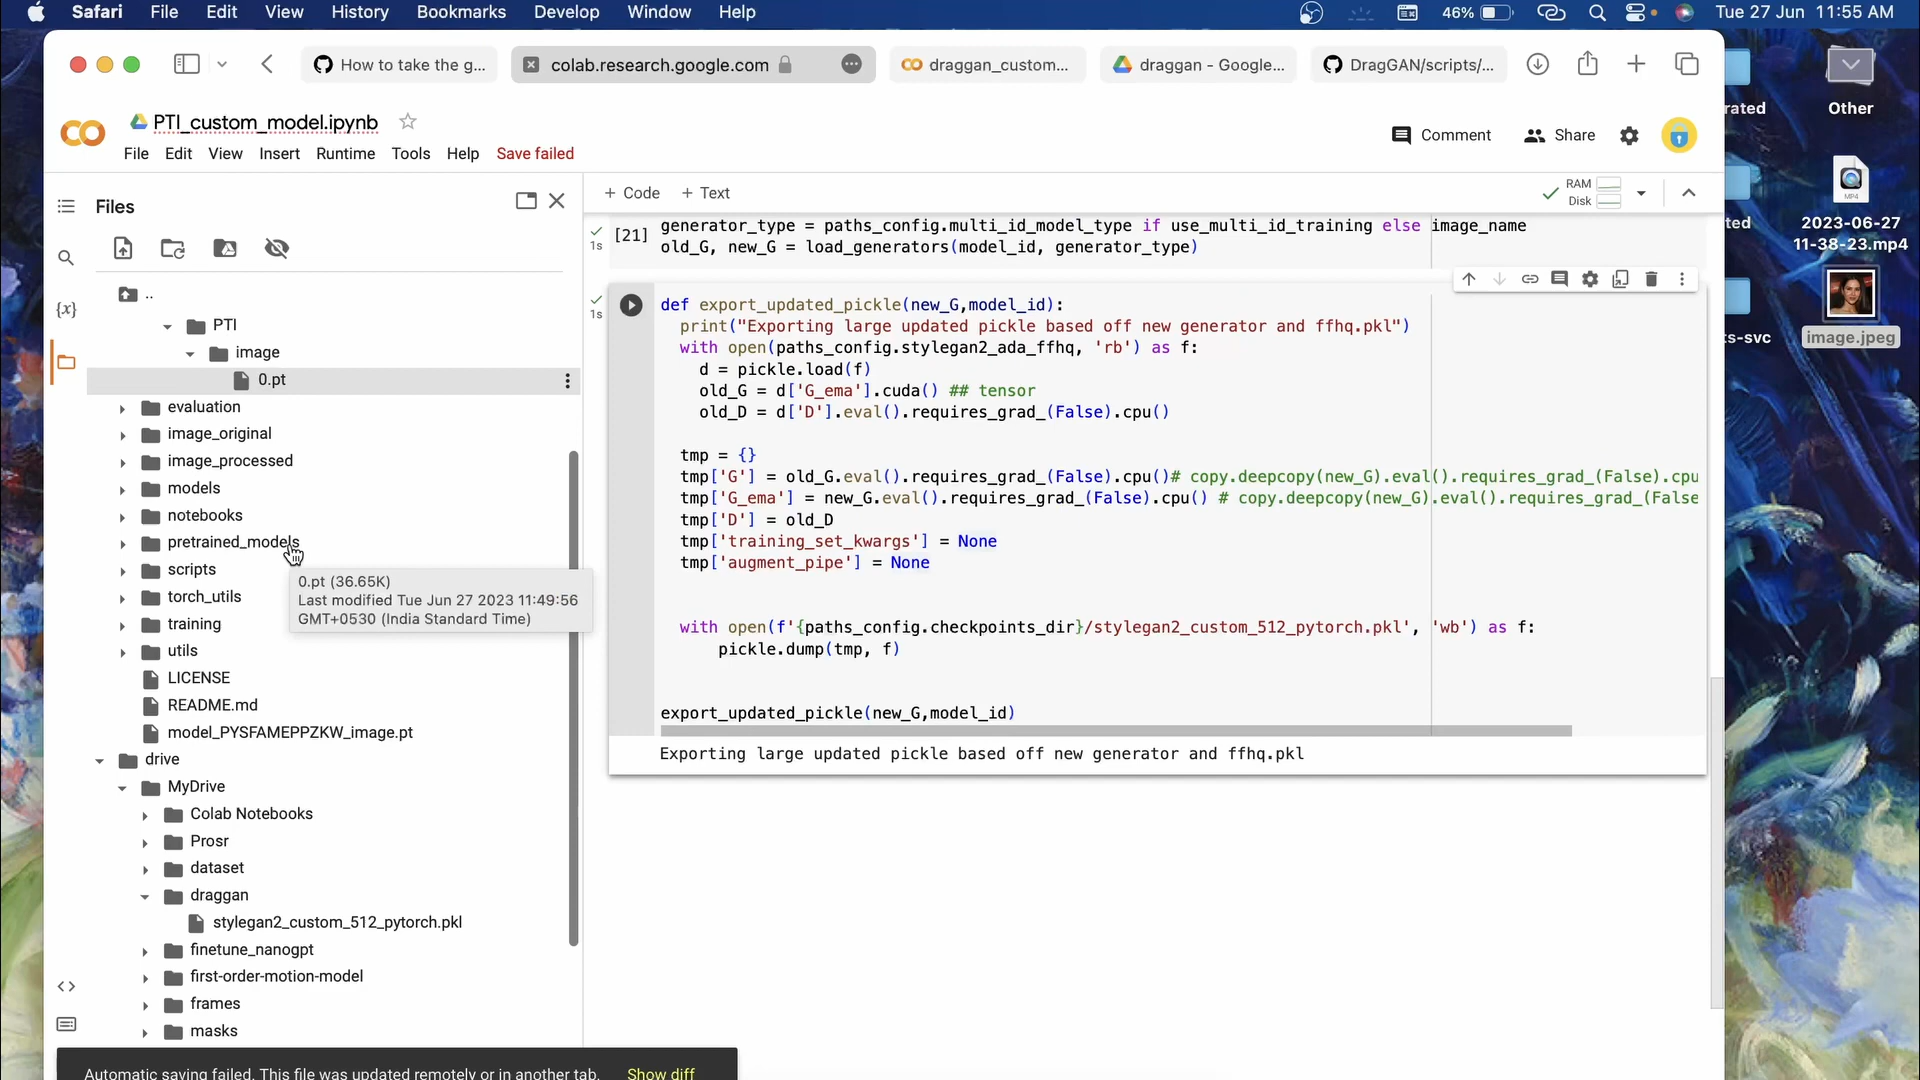 Safari File Edit View History Bookmarks Develop Window Help 46% Tue 27 Jun 11:55 AM
How to take the g... colab.research.google.com draggan_custom... draggan - Google... DragGAN/scripts/...
PTI_custom_model.ipynb
File Edit View Insert Runtime Tools Help Save failed
Comment Share
Files
+ Code + Text
RAM
Disk
..
PTI
image
0.pt
evaluation
image_original
image_processed
models
notebooks
pretrained_models
scripts
torch_utils
training
utils
LICENSE
README.md
model_PYSFAMEPPZKW_image.pt
drive
MyDrive
Colab Notebooks
Prosr
dataset
draggan
stylegan2_custom_512_pytorch.pkl
finetune_nanogpt
first-order-motion-model
frames
masks
0.pt (36.65K)
Last modified Tue Jun 27 2023 11:49:56
GMT+0530 (India Standard Time)
{x}
<>
1s [21] generator_type = paths_config.multi_id_model_type if use_multi_id_training else image_name
old_G, new_G = load_generators(model_id, generator_type)
1s
def export_updated_pickle(new_G,model_id):
print("Exporting large updated pickle based off new generator and ffhq.pkl")
with open(paths_config.stylegan2_ada_ffhq, 'rb') as f:
d = pickle.load(f)
old_G = d['G_ema'].cuda() ## tensor
old_D = d['D'].eval().requires_grad_(False).cpu()
tmp = {}
tmp['G'] = old_G.eval().requires_grad_(False).cpu()# copy.deepcopy(new_G).eval().requires_grad_(False).cpu
tmp['G_ema'] = new_G.eval().requires_grad_(False).cpu() # copy.deepcopy(new_G).eval().requires_grad_(False
tmp['D'] = old_D
tmp['training_set_kwargs'] = None
tmp['augment_pipe'] = None
with open(f'{paths_config.checkpoints_dir}/stylegan2_custom_512_pytorch.pkl', 'wb') as f:
pickle.dump(tmp, f)
export_updated_pickle(new_G,model_id)
Exporting large updated pickle based off new generator and ffhq.pkl
Automatic saving failed. This file was updated remotely or in another tab. Show diff
rated
Other
MP4
ted
2023-06-27
11-38-23.mp4
ts-svc
image.jpeg